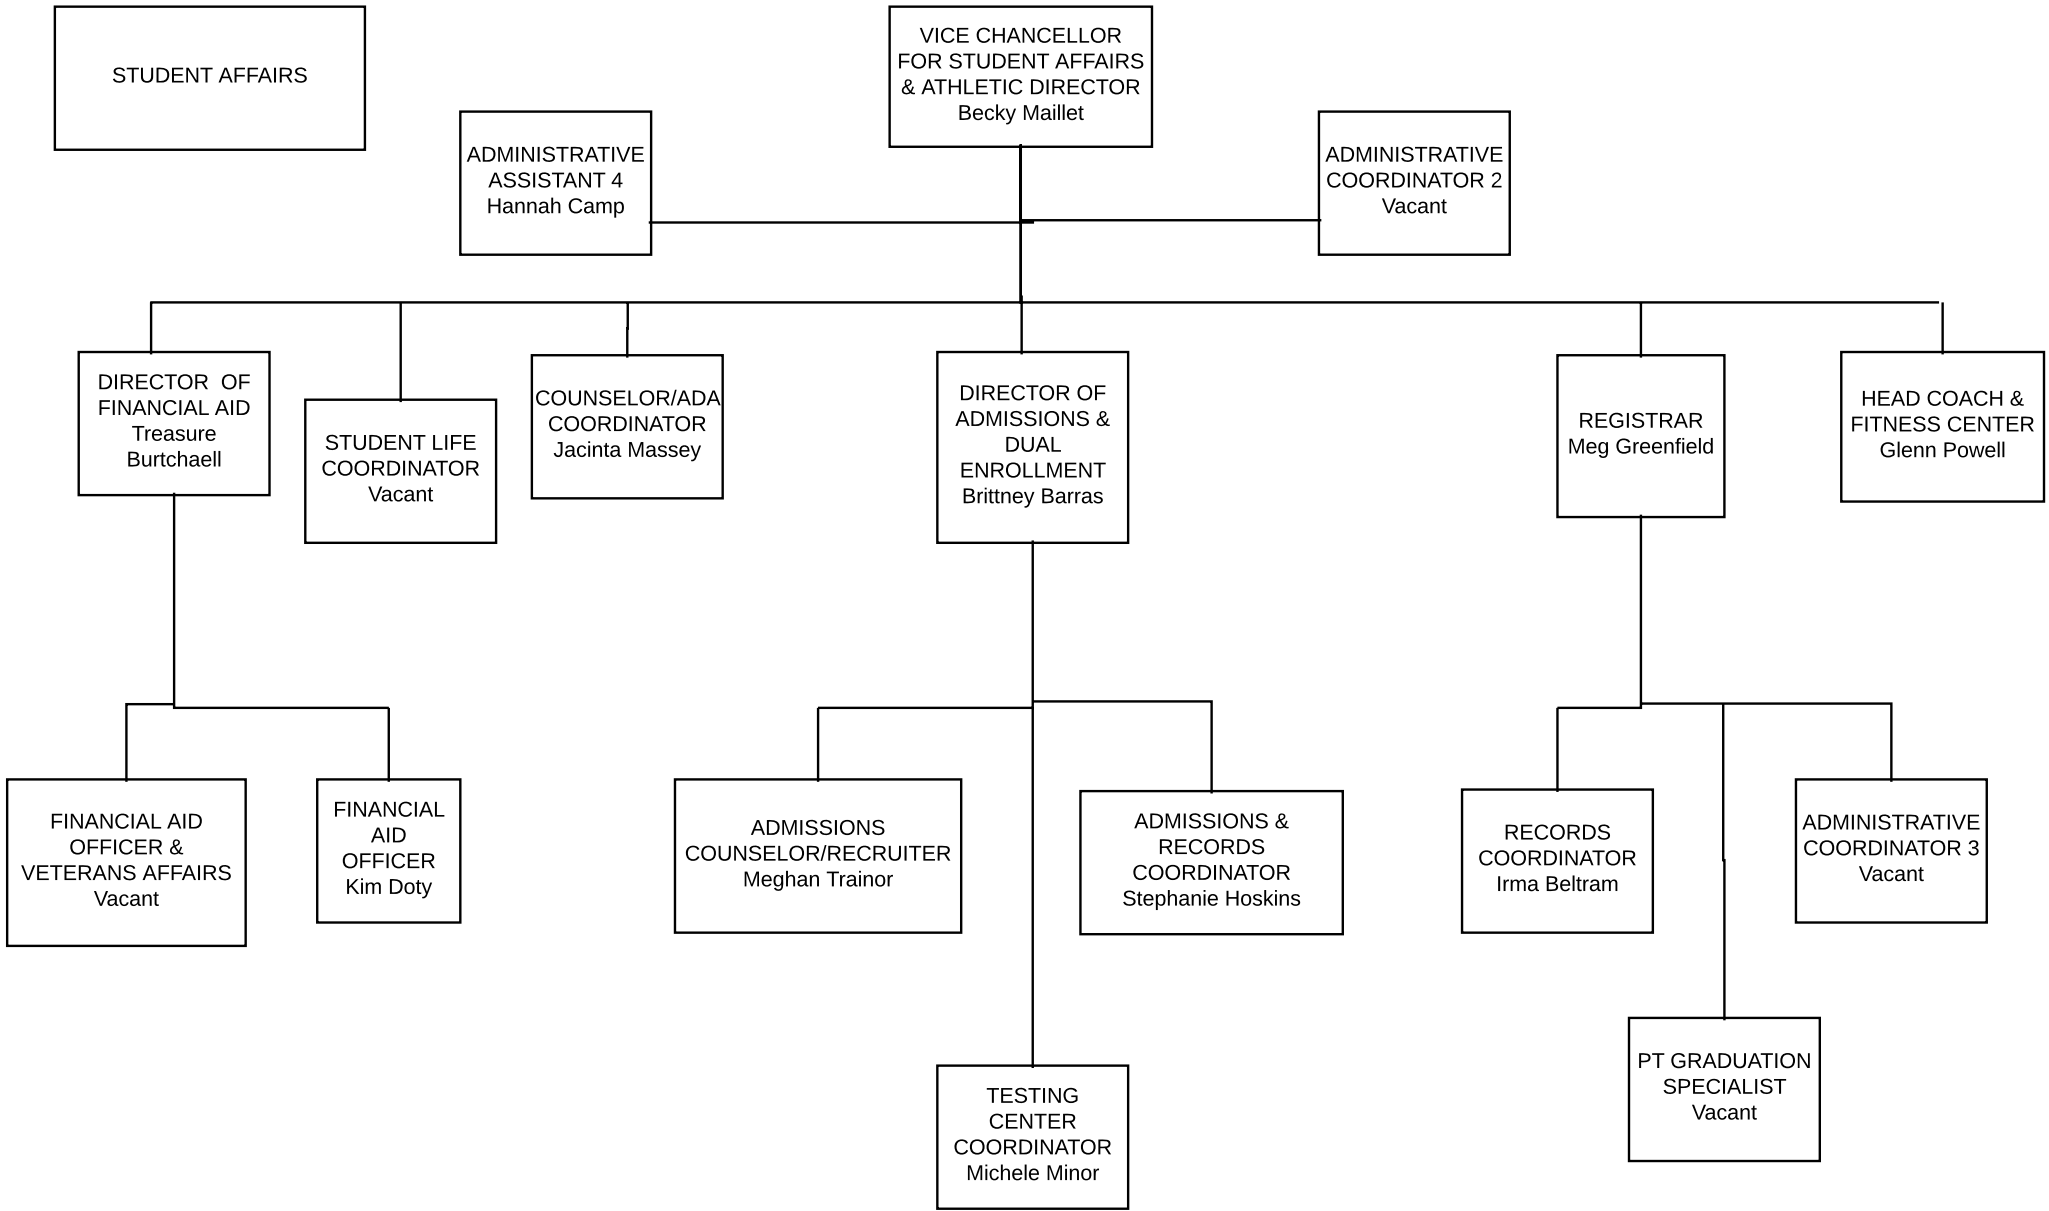 STUDENT AFFAIRS
VICE CHANCELLOR
FOR STUDENT AFFAIRS
& ATHLETIC DIRECTOR
Becky Maillet
ADMINISTRATIVE
ASSISTANT 4
Hannah Camp
ADMINISTRATIVE
COORDINATOR 2
Vacant
DIRECTOR OF
FINANCIAL AID
Treasure
Burtchaell
STUDENT LIFE
COORDINATOR
Vacant
COUNSELOR/ADA
COORDINATOR
Jacinta Massey
DIRECTOR OF
ADMISSIONS &
DUAL
ENROLLMENT
Brittney Barras
REGISTRAR
Meg Greenfield
HEAD COACH &
FITNESS CENTER
Glenn Powell
FINANCIAL AID
OFFICER &
VETERANS AFFAIRS
Vacant
FINANCIAL
AID
OFFICER
Kim Doty
ADMISSIONS
COUNSELOR/RECRUITER
Meghan Trainor
ADMISSIONS &
RECORDS
COORDINATOR
Stephanie Hoskins
RECORDS
COORDINATOR
Irma Beltram
ADMINISTRATIVE
COORDINATOR 3
Vacant
TESTING
CENTER
COORDINATOR
Michele Minor
PT GRADUATION
SPECIALIST
Vacant